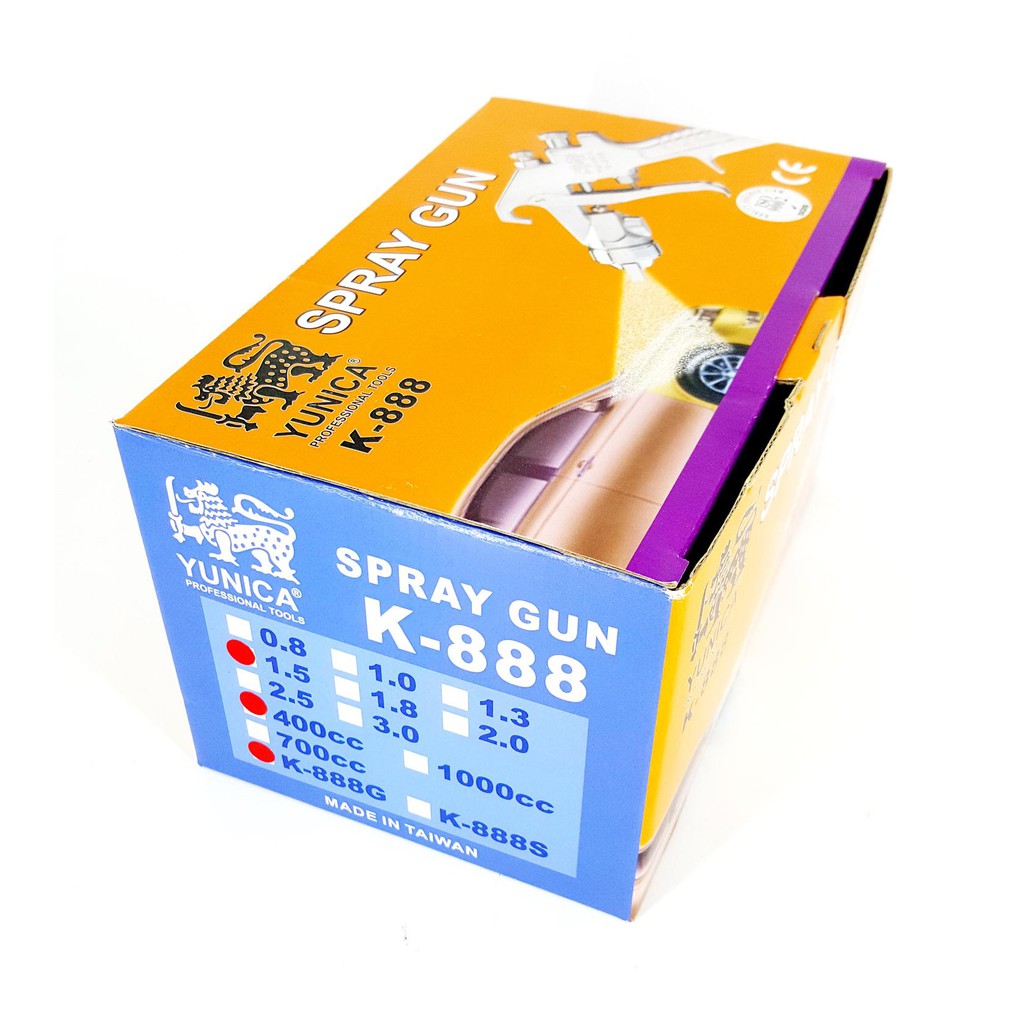 SPRAY GUN
YUNICA®
PROFESSIONAL TOOLS
K-888
CE
YUNICA®
PROFESSIONAL TOOLS
SPRAY GUN
K-888
0.8 1.0 1.3
1.5 1.8 2.0
2.5 3.0
400cc
700cc 1000cc
K-888G K-888S
MADE IN TAIWAN